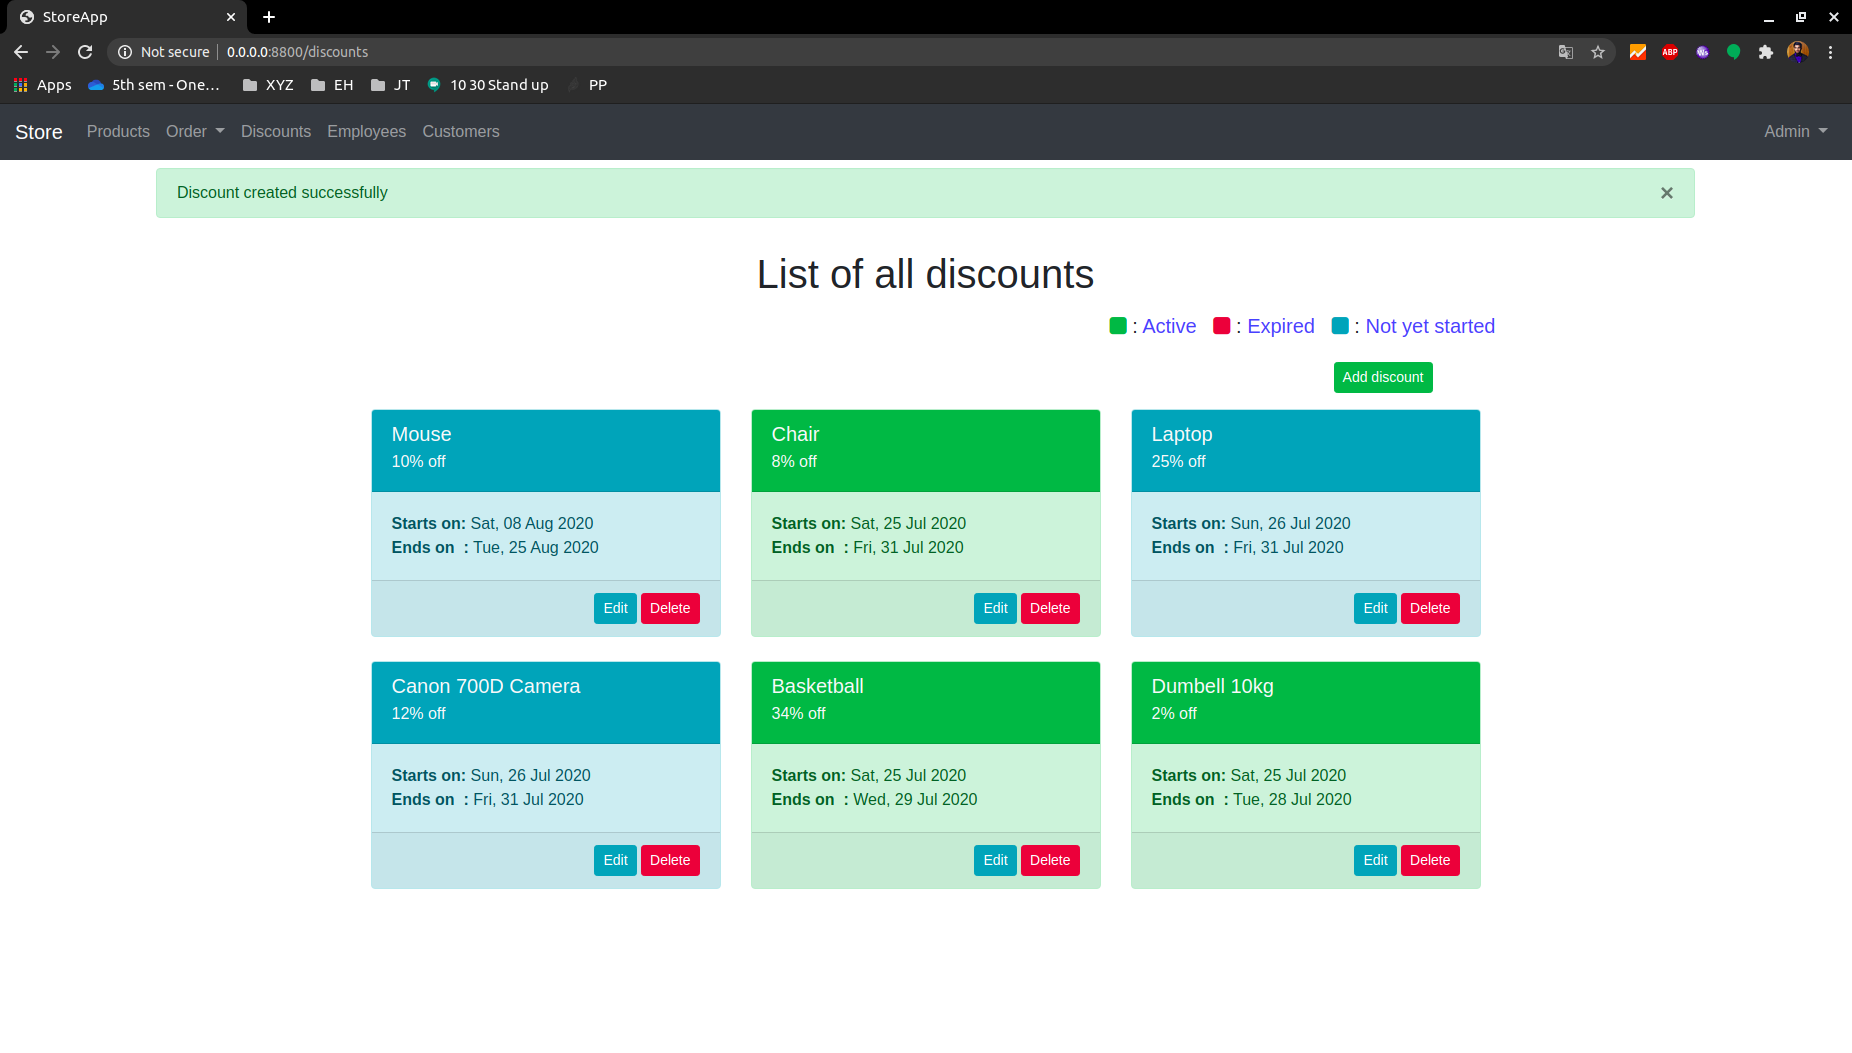 StoreApp
Not secure 0.0.0.0:8800/discounts
Apps 5th sem - One... XYZ EH JT 10 30 Stand up PP
Store Products Order Discounts Employees Customers Admin
Discount created successfully ×
List of all discounts
: Active : Expired : Not yet started
Add discount
Mouse
10% off
Starts on: Sat, 08 Aug 2020
Ends on : Tue, 25 Aug 2020
Edit Delete
Chair
8% off
Starts on: Sat, 25 Jul 2020
Ends on : Fri, 31 Jul 2020
Edit Delete
Laptop
25% off
Starts on: Sun, 26 Jul 2020
Ends on : Fri, 31 Jul 2020
Edit Delete
Canon 700D Camera
12% off
Starts on: Sun, 26 Jul 2020
Ends on : Fri, 31 Jul 2020
Edit Delete
Basketball
34% off
Starts on: Sat, 25 Jul 2020
Ends on : Wed, 29 Jul 2020
Edit Delete
Dumbell 10kg
2% off
Starts on: Sat, 25 Jul 2020
Ends on : Tue, 28 Jul 2020
Edit Delete